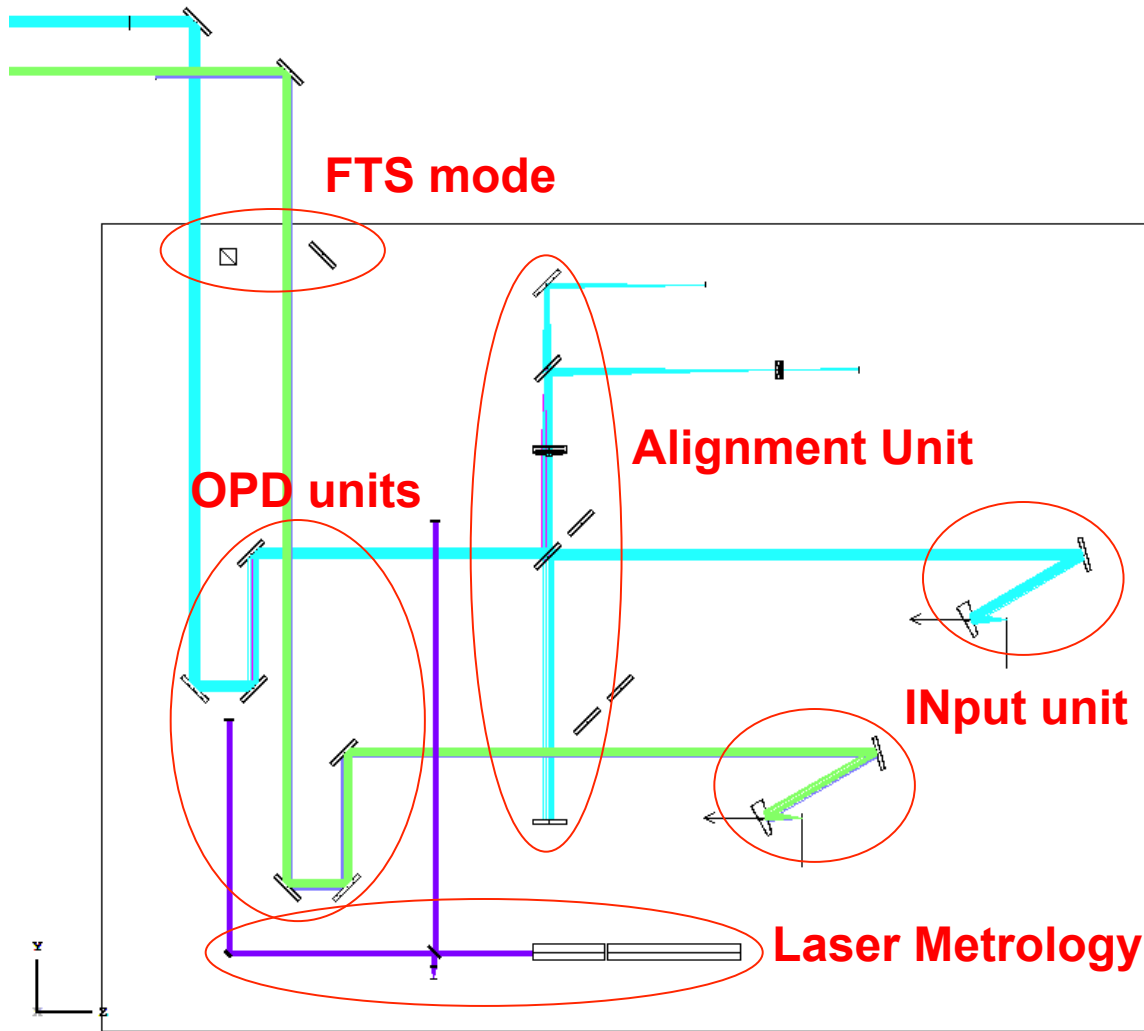 FTS mode
Alignment Unit
OPD units
INput unit
Laser Metrology
Y
X Z